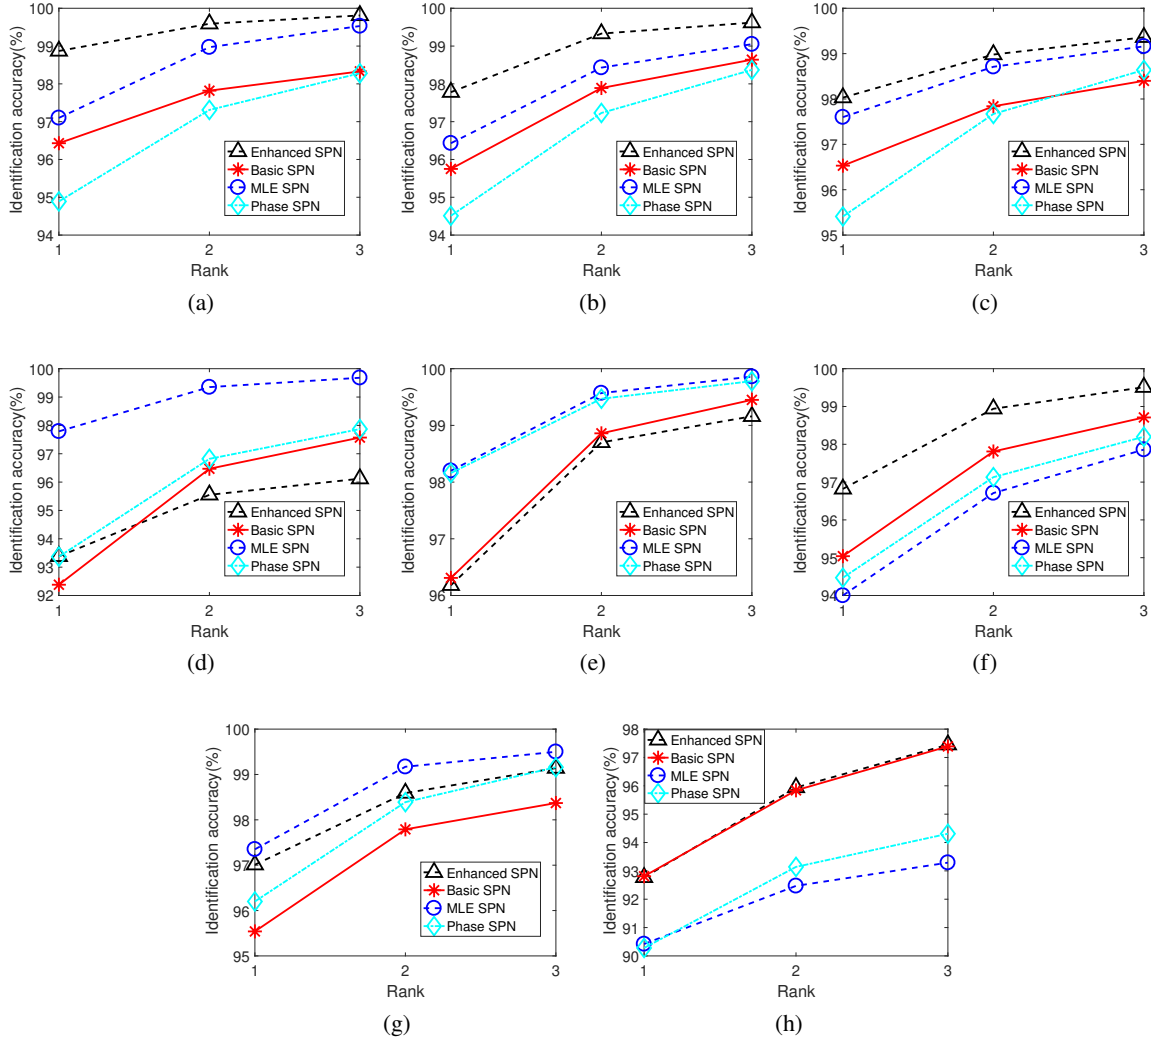 100
99
98
97
96
95
94
Identification accuracy(%)
Enhanced SPN
Basic SPN
MLE SPN
Phase SPN
1
2
3
Rank
(a)
100
99
98
97
96
95
94
Identification accuracy(%)
Enhanced SPN
Basic SPN
MLE SPN
Phase SPN
1
2
3
Rank
(b)
100
99
98
97
96
95
Identification accuracy(%)
Enhanced SPN
Basic SPN
MLE SPN
Phase SPN
1
2
3
Rank
(c)
100
99
98
97
96
95
94
93
92
Identification accuracy(%)
Enhanced SPN
Basic SPN
MLE SPN
Phase SPN
1
2
3
Rank
(d)
100
99
98
97
96
Identification accuracy(%)
Enhanced SPN
Basic SPN
MLE SPN
Phase SPN
1
2
3
Rank
(e)
100
99
98
97
96
95
94
Identification accuracy(%)
Enhanced SPN
Basic SPN
MLE SPN
Phase SPN
1
2
3
Rank
(f)
100
99
98
97
96
95
Identification accuracy(%)
Enhanced SPN
Basic SPN
MLE SPN
Phase SPN
1
2
3
Rank
(g)
98
97
96
95
94
93
92
91
90
Identification accuracy(%)
Enhanced SPN
Basic SPN
MLE SPN
Phase SPN
1
2
3
Rank
(h)